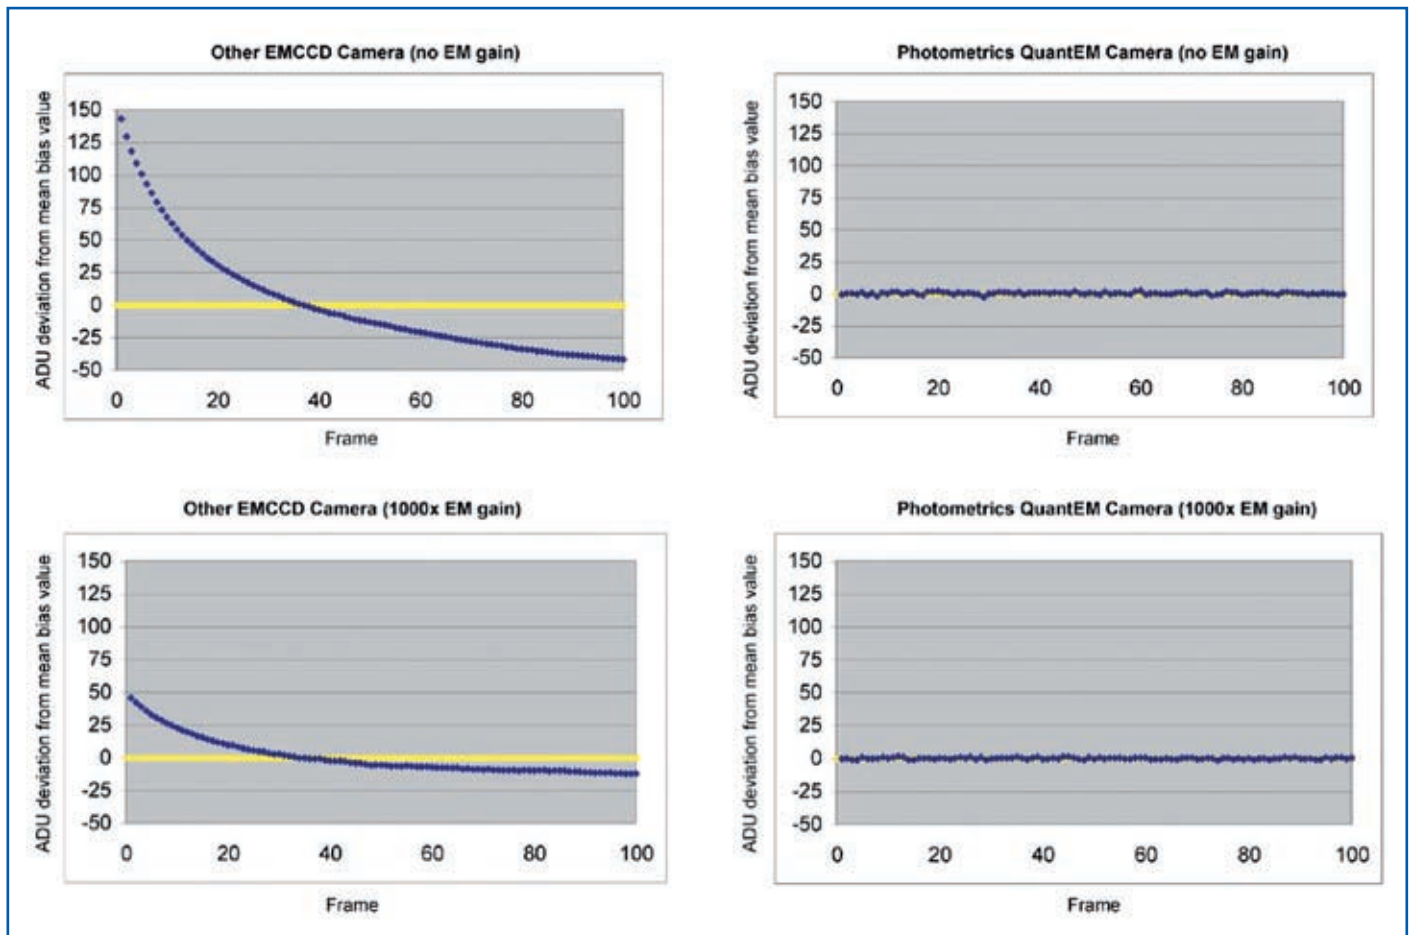 Other EMCCD Camera (no EM gain)
ADU deviation from mean bias value
150
125
100
75
50
25
0
-25
-50
0 20 40 60 80 100
Frame
Photometrics QuantEM Camera (no EM gain)
ADU deviation from mean bias value
150
125
100
75
50
25
0
-25
-50
0 20 40 60 80 100
Frame
Other EMCCD Camera (1000x EM gain)
ADU deviation from mean bias value
150
125
100
75
50
25
0
-25
-50
0 20 40 60 80 100
Frame
Photometrics QuantEM Camera (1000x EM gain)
ADU deviation from mean bias value
150
125
100
75
50
25
0
-25
-50
0 20 40 60 80 100
Frame